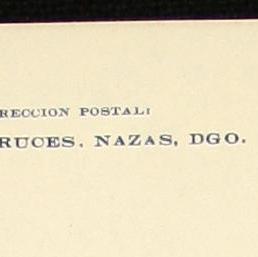 RECCION POSTAL:
RUCES. NAZAS, DGO.